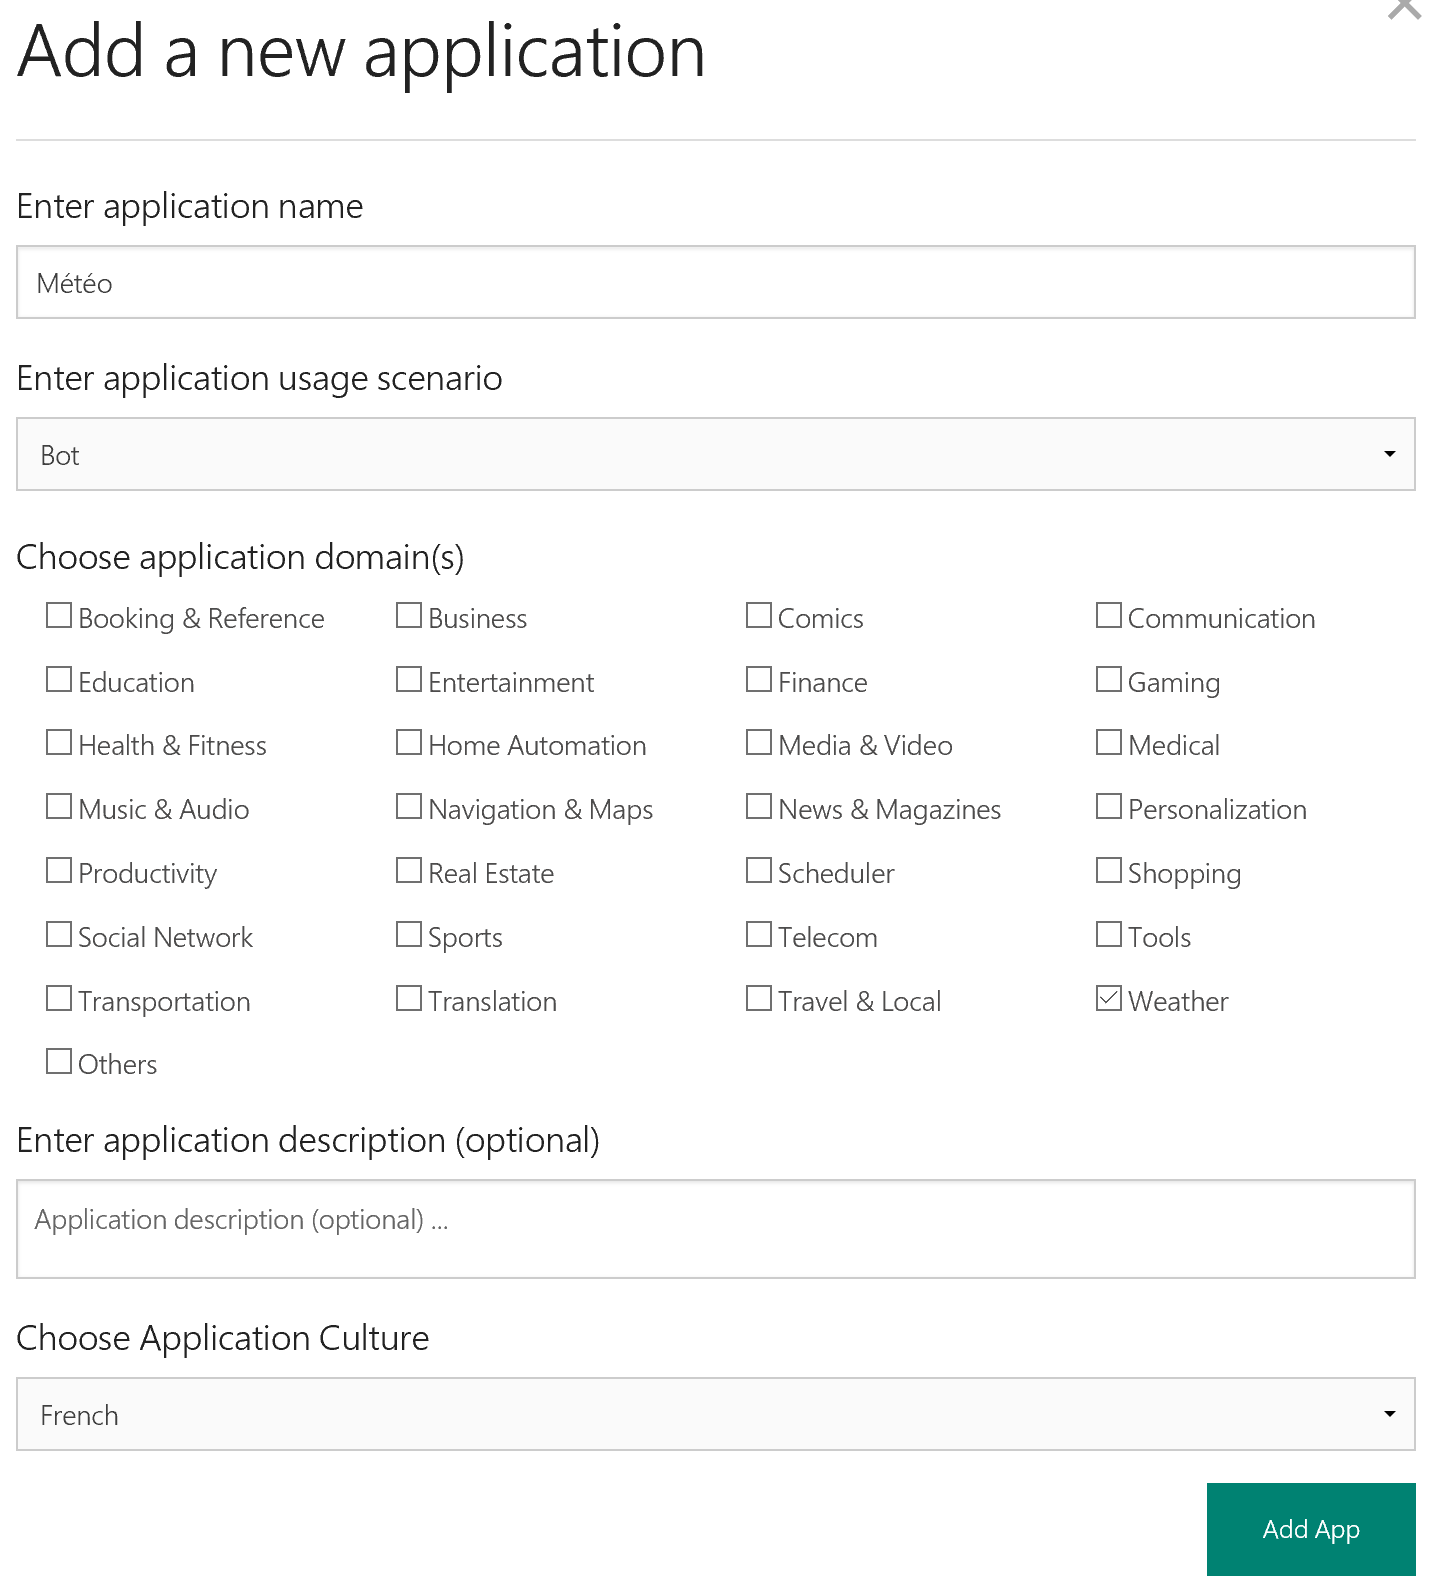 Add a new application
Enter application name
Météo
Enter application usage scenario
Bot
Choose application domain(s)
Booking & Reference Business Comics Communication
Education Entertainment Finance Gaming
Health & Fitness Home Automation Media & Video Medical
Music & Audio Navigation & Maps News & Magazines Personalization
Productivity Real Estate Scheduler Shopping
Social Network Sports Telecom Tools
Transportation Translation Travel & Local Weather
Others
Enter application description (optional)
Application description (optional) ...
Choose Application Culture
French
Add App